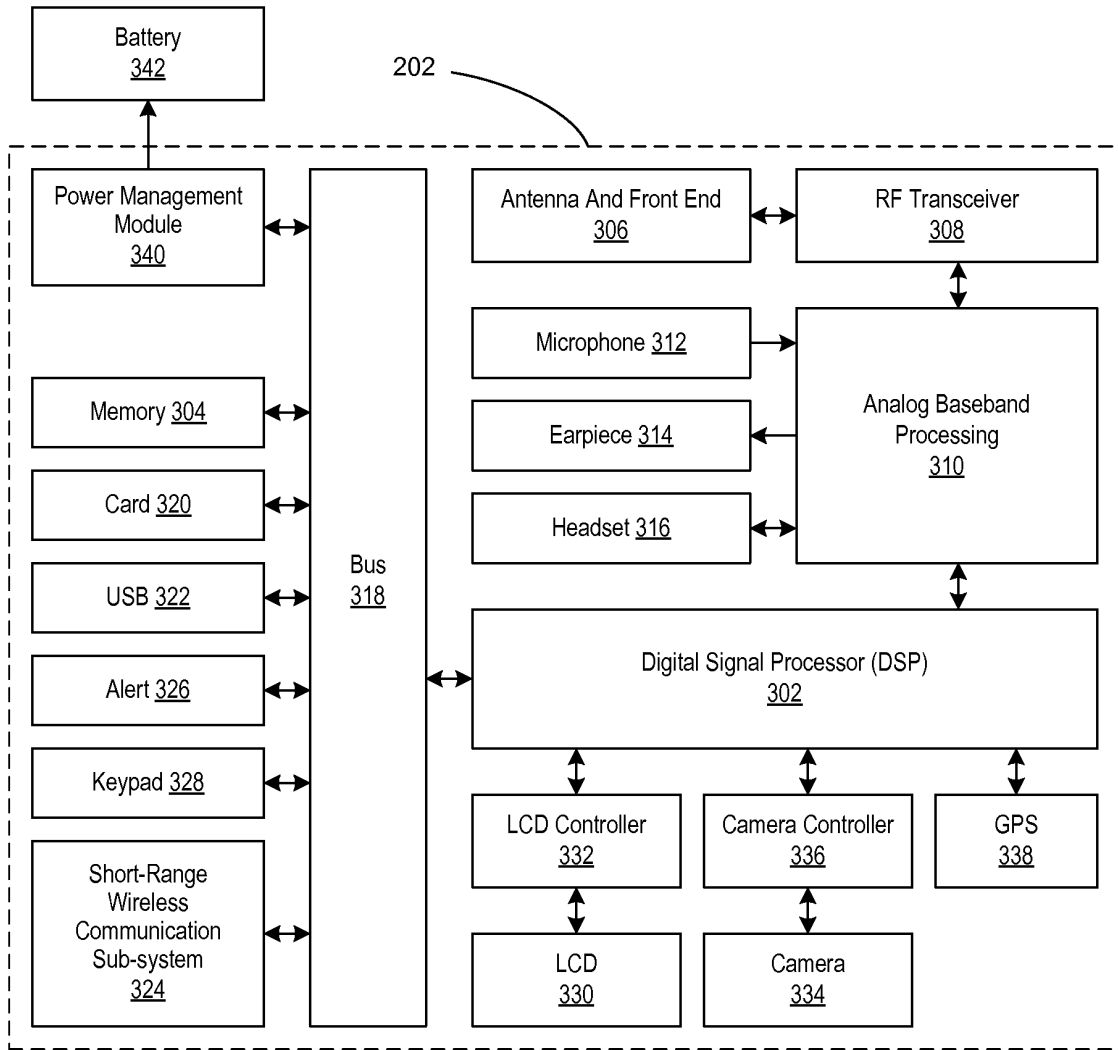 Battery
342
202
Power Management
Module
340
Antenna And Front End
306
RF Transceiver
308
Microphone 312
Memory 304
Earpiece 314
Analog Baseband
Processing
310
Card 320
Headset 316
Bus
318
USB 322
Alert 326
Digital Signal Processor (DSP)
302
Keypad 328
LCD Controller
332
Camera Controller
336
GPS
338
Short-Range
Wireless
Communication
Sub-system
324
LCD
330
Camera
334